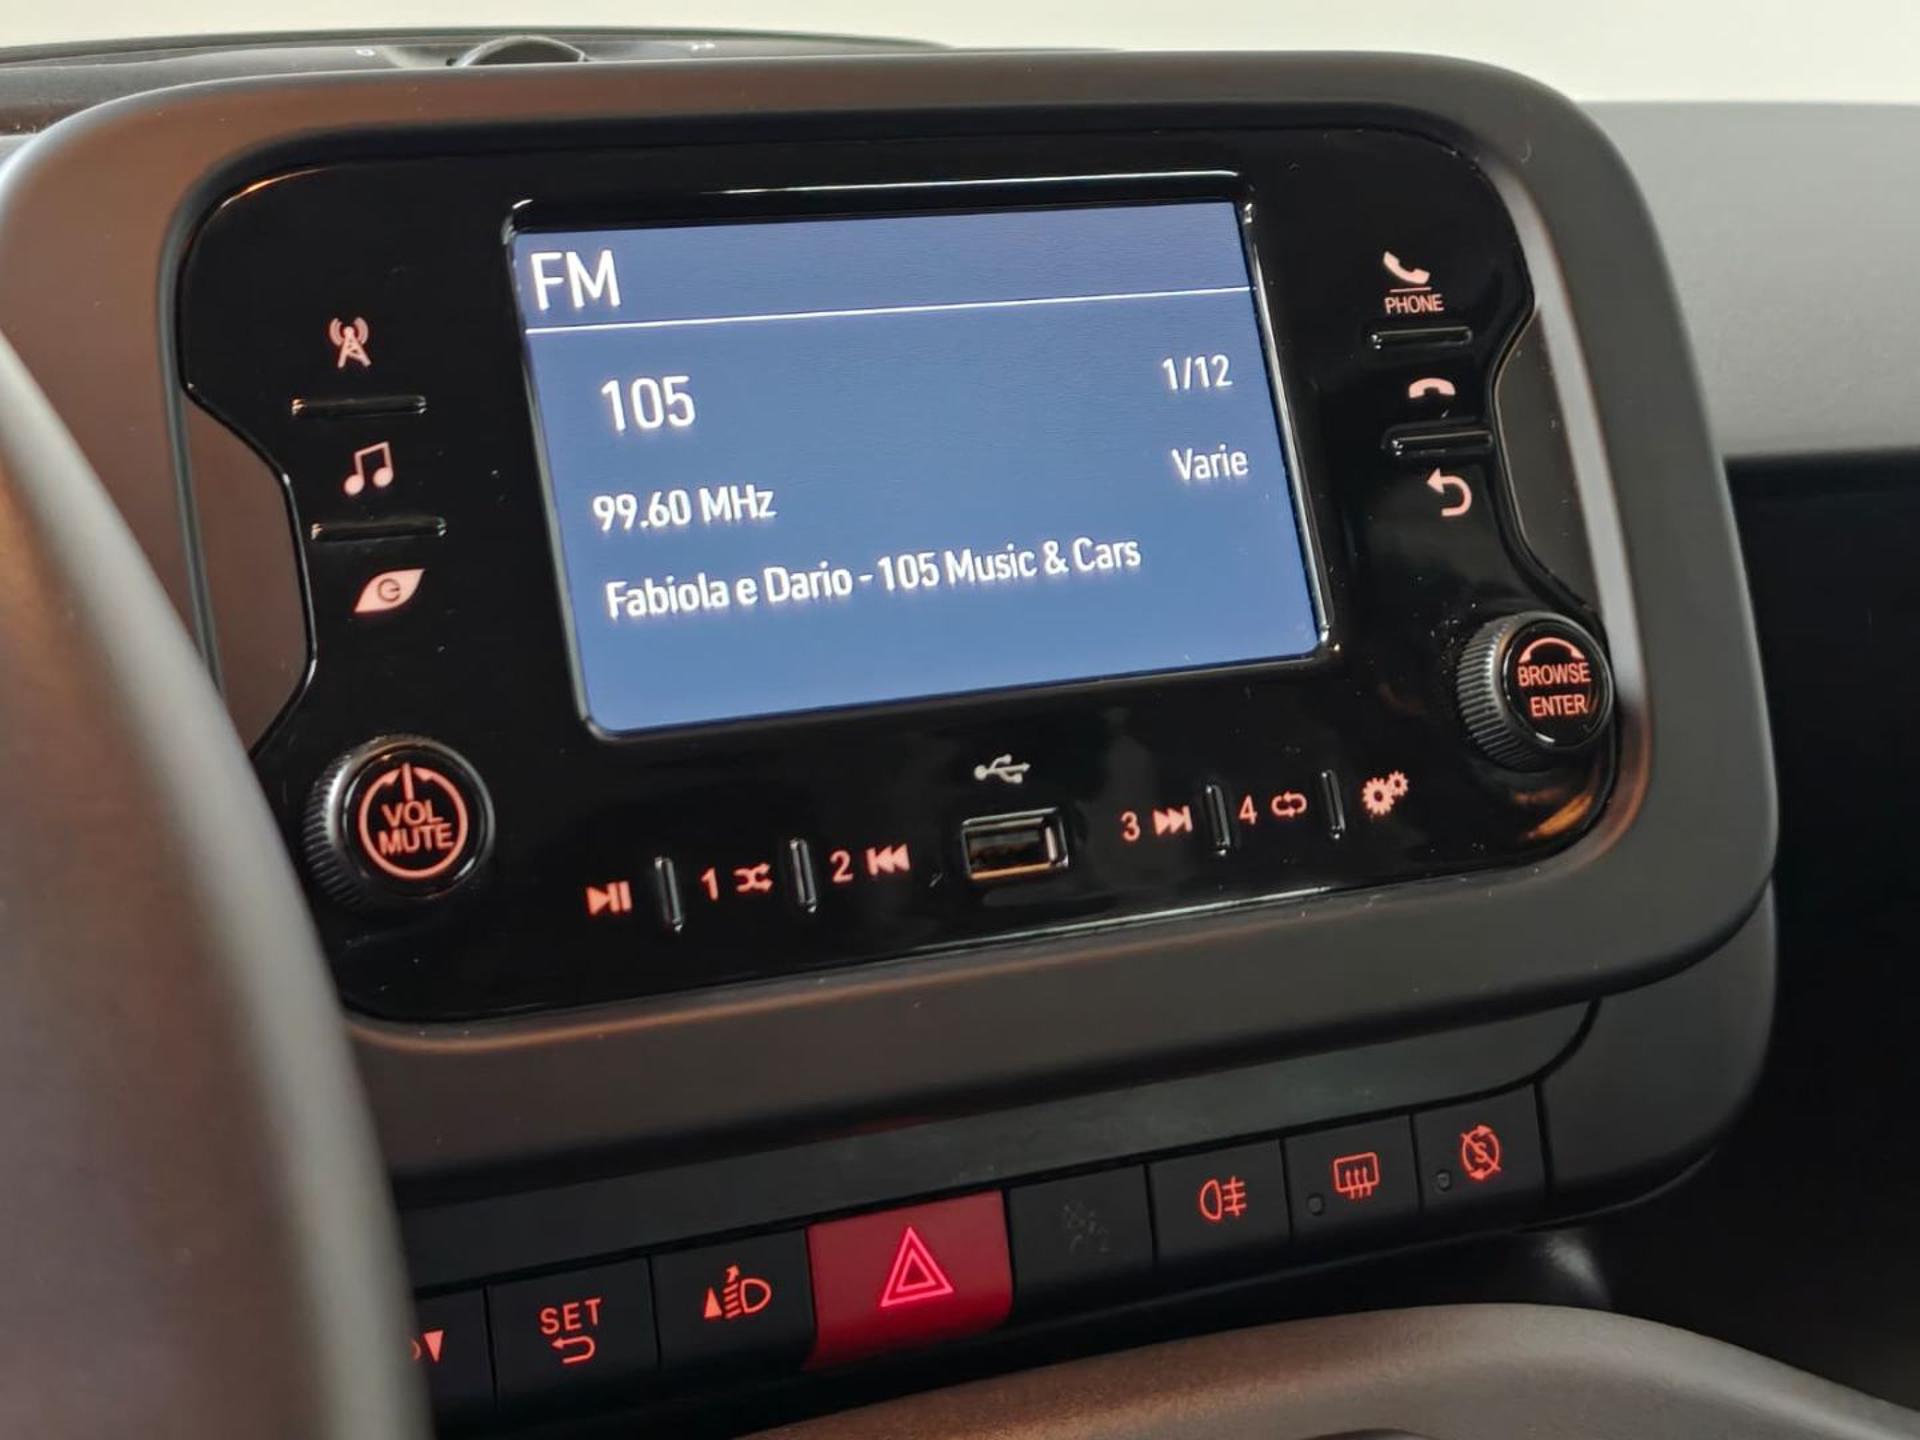 FM
105
1/12
99.60 MHz
Varie
Fabiola e Dario - 105 Music & Cars
PHONE
BROWSE
ENTER
VOL
MUTE
1
2
3
4
SET